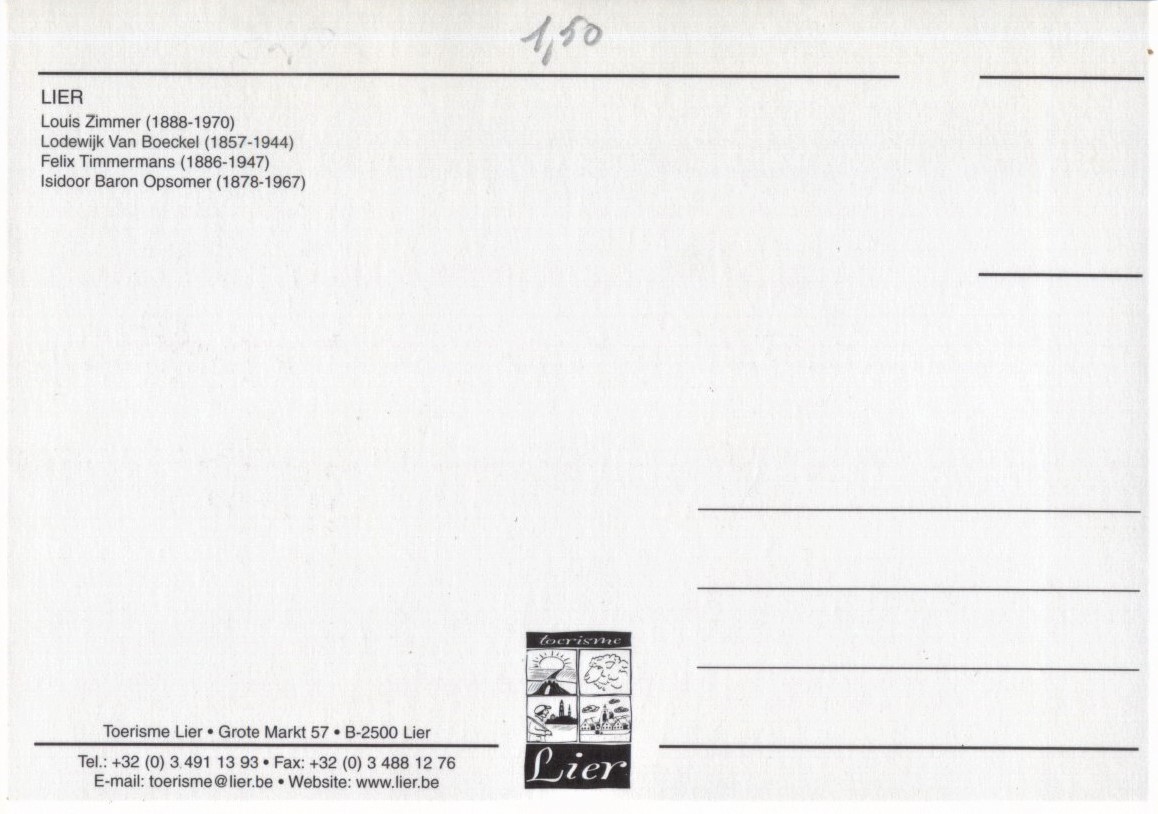 1,50
LIER
Louis Zimmer (1888-1970)
Lodewijk Van Boeckel (1857-1944)
Felix Timmermans (1886-1947)
Isidoor Baron Opsomer (1878-1967)
toerisme
Lier
Toerisme Lier • Grote Markt 57 • B-2500 Lier
Tel.: +32 (0) 3 491 13 93 • Fax: +32 (0) 3 488 12 76
E-mail: toerisme@lier.be • Website: www.lier.be